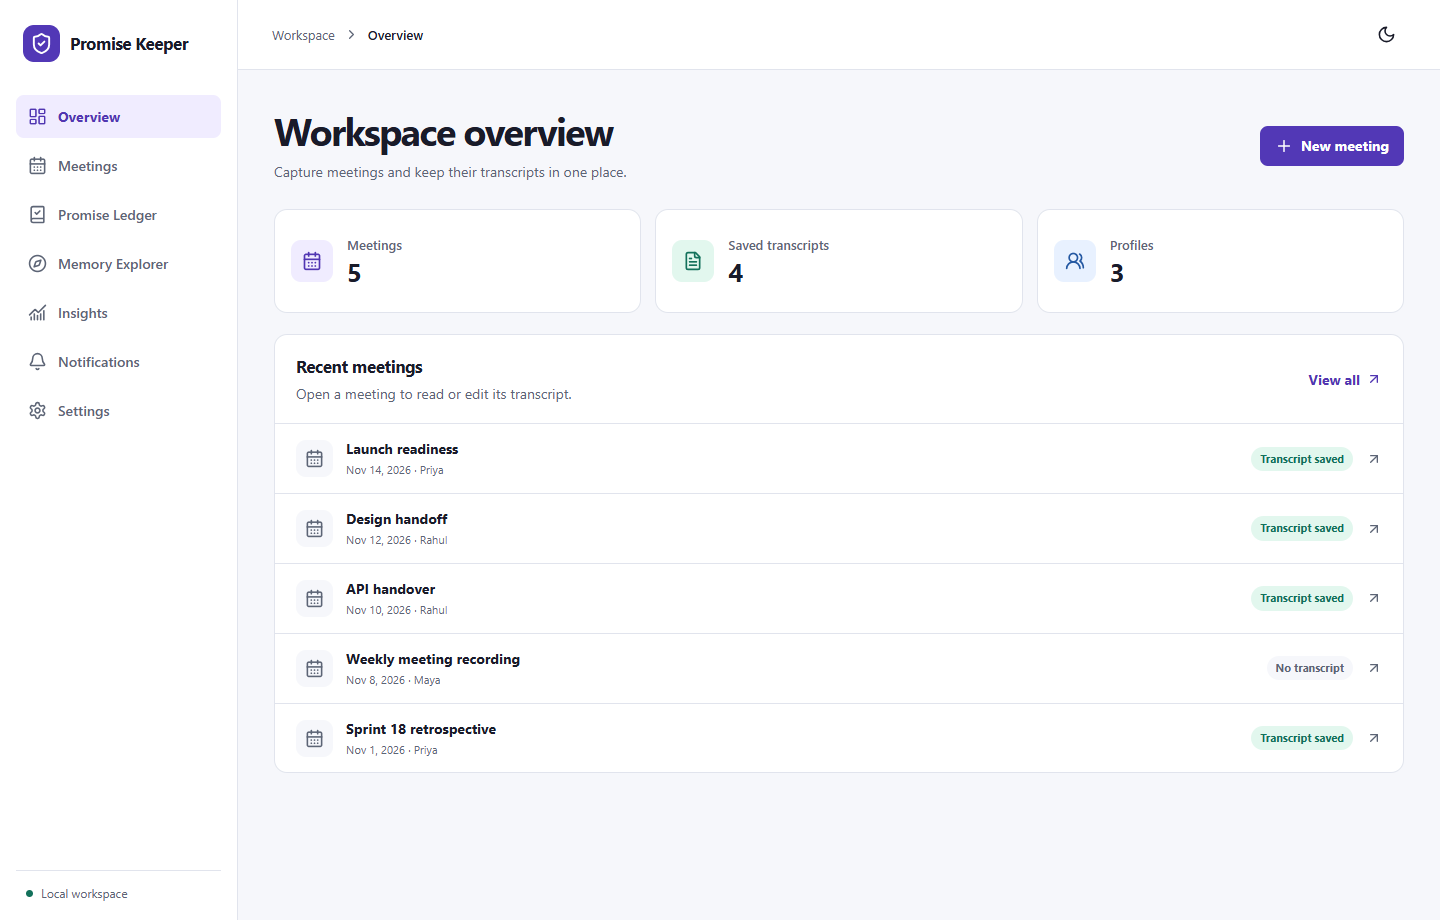 Promise Keeper
Overview
Meetings
Promise Ledger
Memory Explorer
Insights
Notifications
Settings
Local workspace
Workspace > Overview
Workspace overview
Capture meetings and keep their transcripts in one place.
New meeting
Meetings
5
Saved transcripts
4
Profiles
3
Recent meetings
Open a meeting to read or edit its transcript.
View all
Launch readiness
Nov 14, 2026 · Priya
Transcript saved
Design handoff
Nov 12, 2026 · Rahul
Transcript saved
API handover
Nov 10, 2026 · Rahul
Transcript saved
Weekly meeting recording
Nov 8, 2026 · Maya
No transcript
Sprint 18 retrospective
Nov 1, 2026 · Priya
Transcript saved